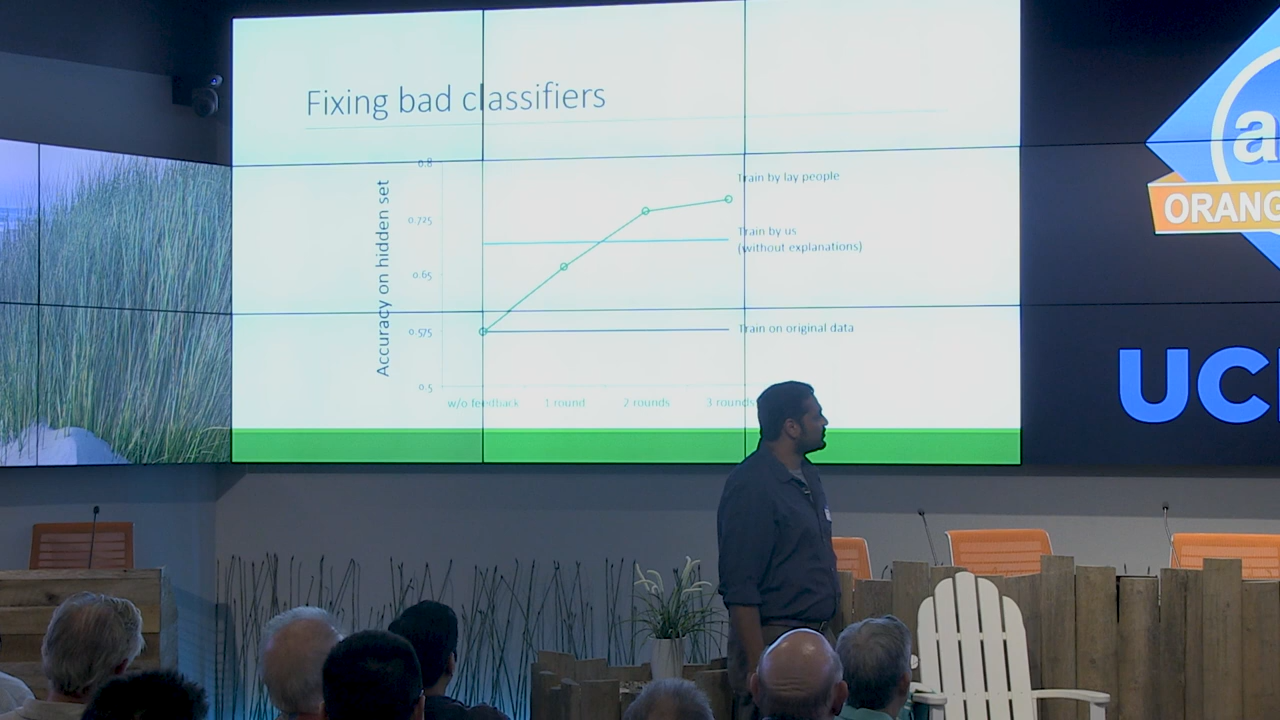 Fixing bad classifiers
Accuracy on hidden set
0.8
0.725
0.65
0.575
0.5
w/o feedback
1 round
2 rounds
3 rounds
Train by lay people
Train by us
(without explanations)
Train on original data
a
ORANG
UC